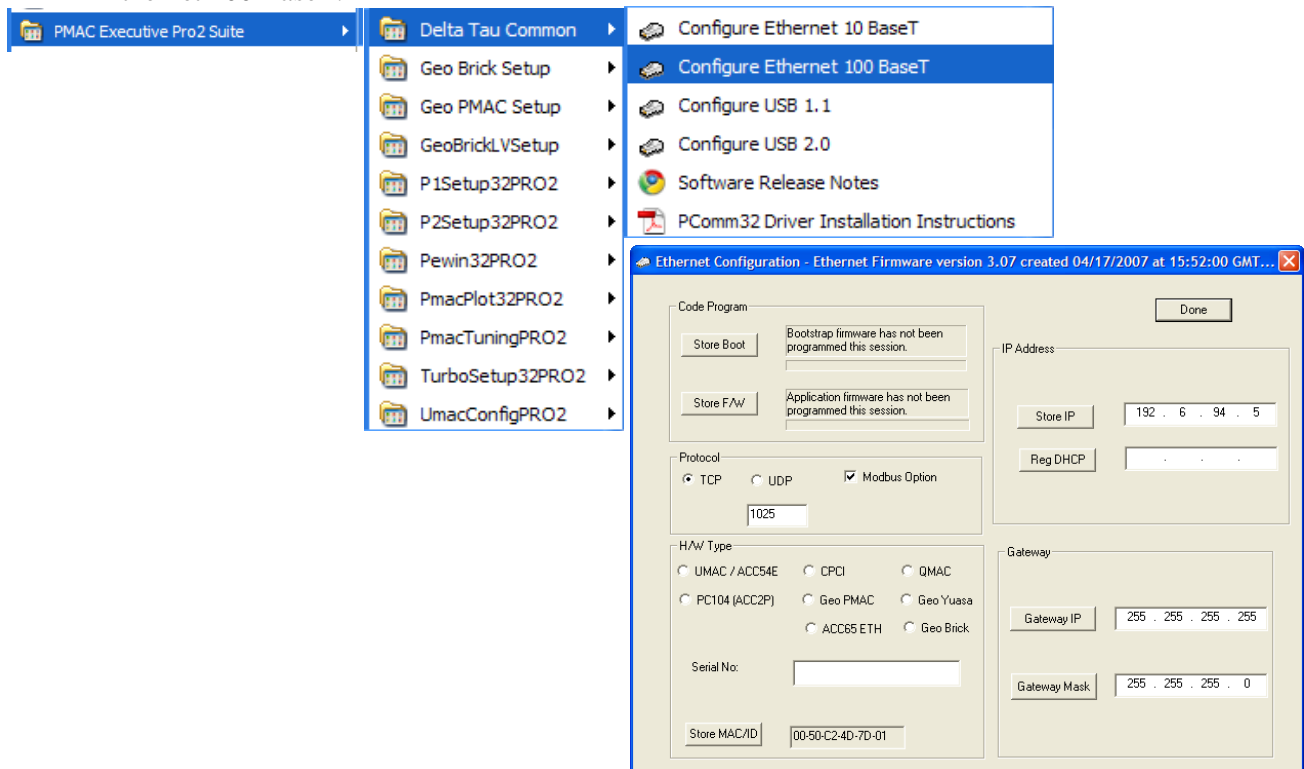 PMAC Executive Pro2 Suite
Delta Tau Common
Geo Brick Setup
Geo PMAC Setup
GeoBrickLVSetup
P1Setup32PRO2
P2Setup32PRO2
Pewin32PRO2
PmacPlot32PRO2
PmacTuningPRO2
TurboSetup32PRO2
UmacConfigPRO2
Configure Ethernet 10 BaseT
Configure Ethernet 100 BaseT
Configure USB 1.1
Configure USB 2.0
Software Release Notes
PComm32 Driver Installation Instructions
Ethernet Configuration - Ethernet Firmware version 3.07 created 04/17/2007 at 15:52:00 GMT...
Code Program
Store Boot
Bootstrap firmware has not been
programmed this session.
Store F/W
Application firmware has not been
programmed this session.
Done
IP Address
Store IP
192 . 6 . 94 . 5
Reg DHCP
. . .
Protocol
TCP UDP Modbus Option
1025
H/W Type
UMAC / ACC54E CPCI QMAC
PC104 (ACC2P) Geo PMAC Geo Yuasa
ACC65 ETH Geo Brick
Serial No:
Store MAC/ID
00-50-C2-4D-7D-01
Gateway
Gateway IP
255 . 255 . 255 . 255
Gateway Mask
255 . 255 . 255 . 0